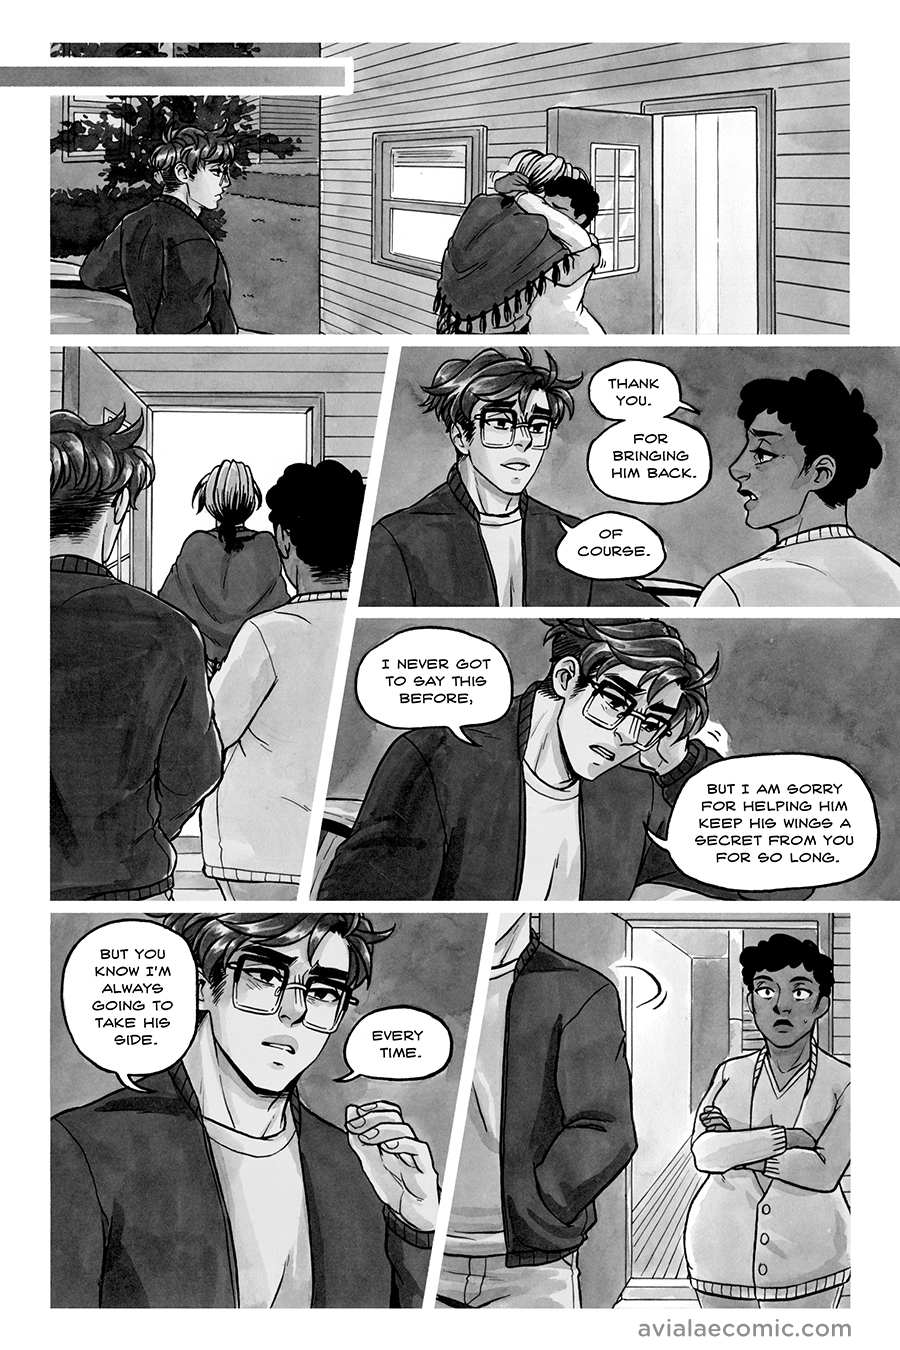 THANK
YOU.
FOR
BRINGING
HIM BACK.
OF
COURSE.
I NEVER GOT
TO SAY THIS
BEFORE,
BUT I AM SORRY
FOR HELPING HIM
KEEP HIS WINGS A
SECRET FROM YOU
FOR SO LONG.
BUT YOU
KNOW I'M
ALWAYS
GOING TO
TAKE HIS
SIDE.
EVERY
TIME.
avialaecomic.com